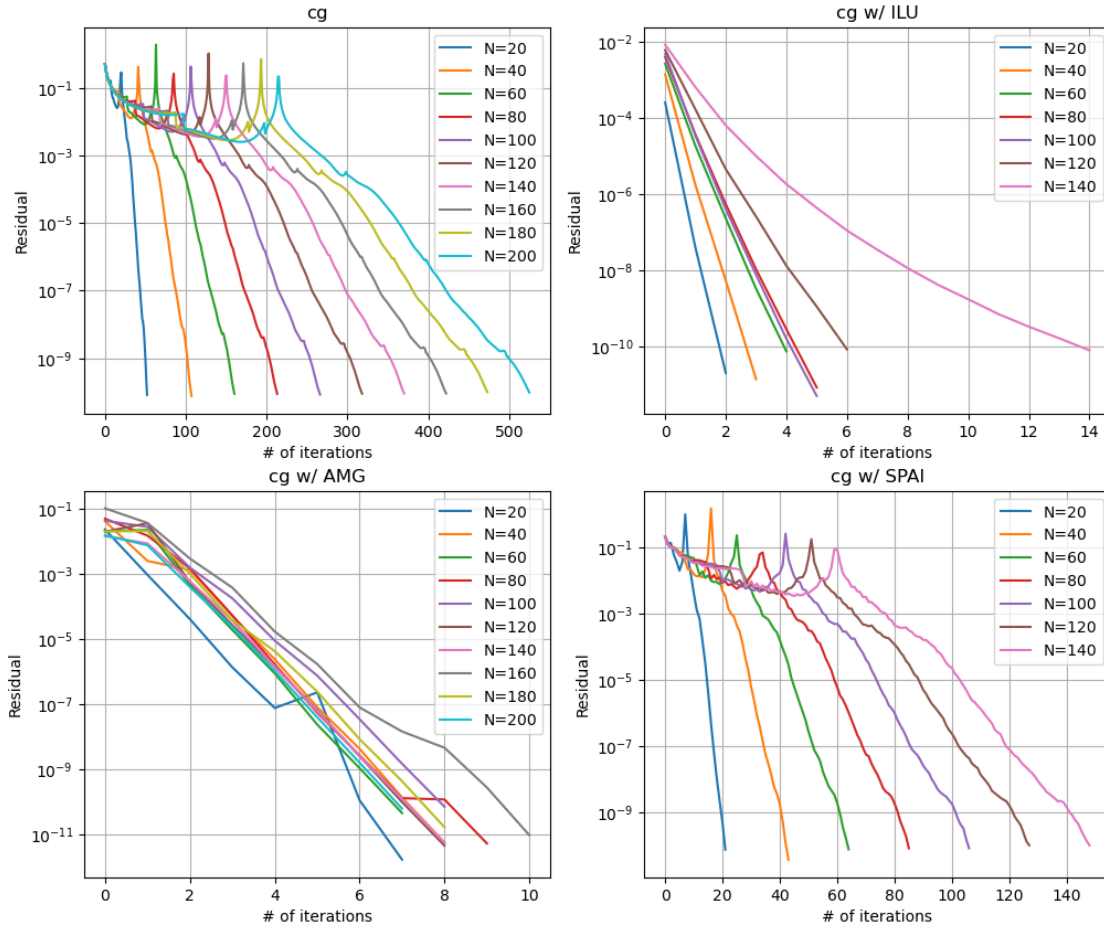 cg
Residual
10⁻¹
10⁻³
10⁻⁵
10⁻⁷
10⁻⁹
N=20
N=40
N=60
N=80
N=100
N=120
N=140
N=160
N=180
N=200
0 100 200 300 400 500
# of iterations
cg w/ ILU
Residual
10⁻²
10⁻⁴
10⁻⁶
10⁻⁸
10⁻¹⁰
N=20
N=40
N=60
N=80
N=100
N=120
N=140
0 2 4 6 8 10 12 14
# of iterations
cg w/ AMG
Residual
10⁻¹
10⁻³
10⁻⁵
10⁻⁷
10⁻⁹
10⁻¹¹
N=20
N=40
N=60
N=80
N=100
N=120
N=140
N=160
N=180
N=200
0 2 4 6 8 10
# of iterations
cg w/ SPAI
Residual
10⁻¹
10⁻³
10⁻⁵
10⁻⁷
10⁻⁹
N=20
N=40
N=60
N=80
N=100
N=120
N=140
0 20 40 60 80 100 120 140
# of iterations